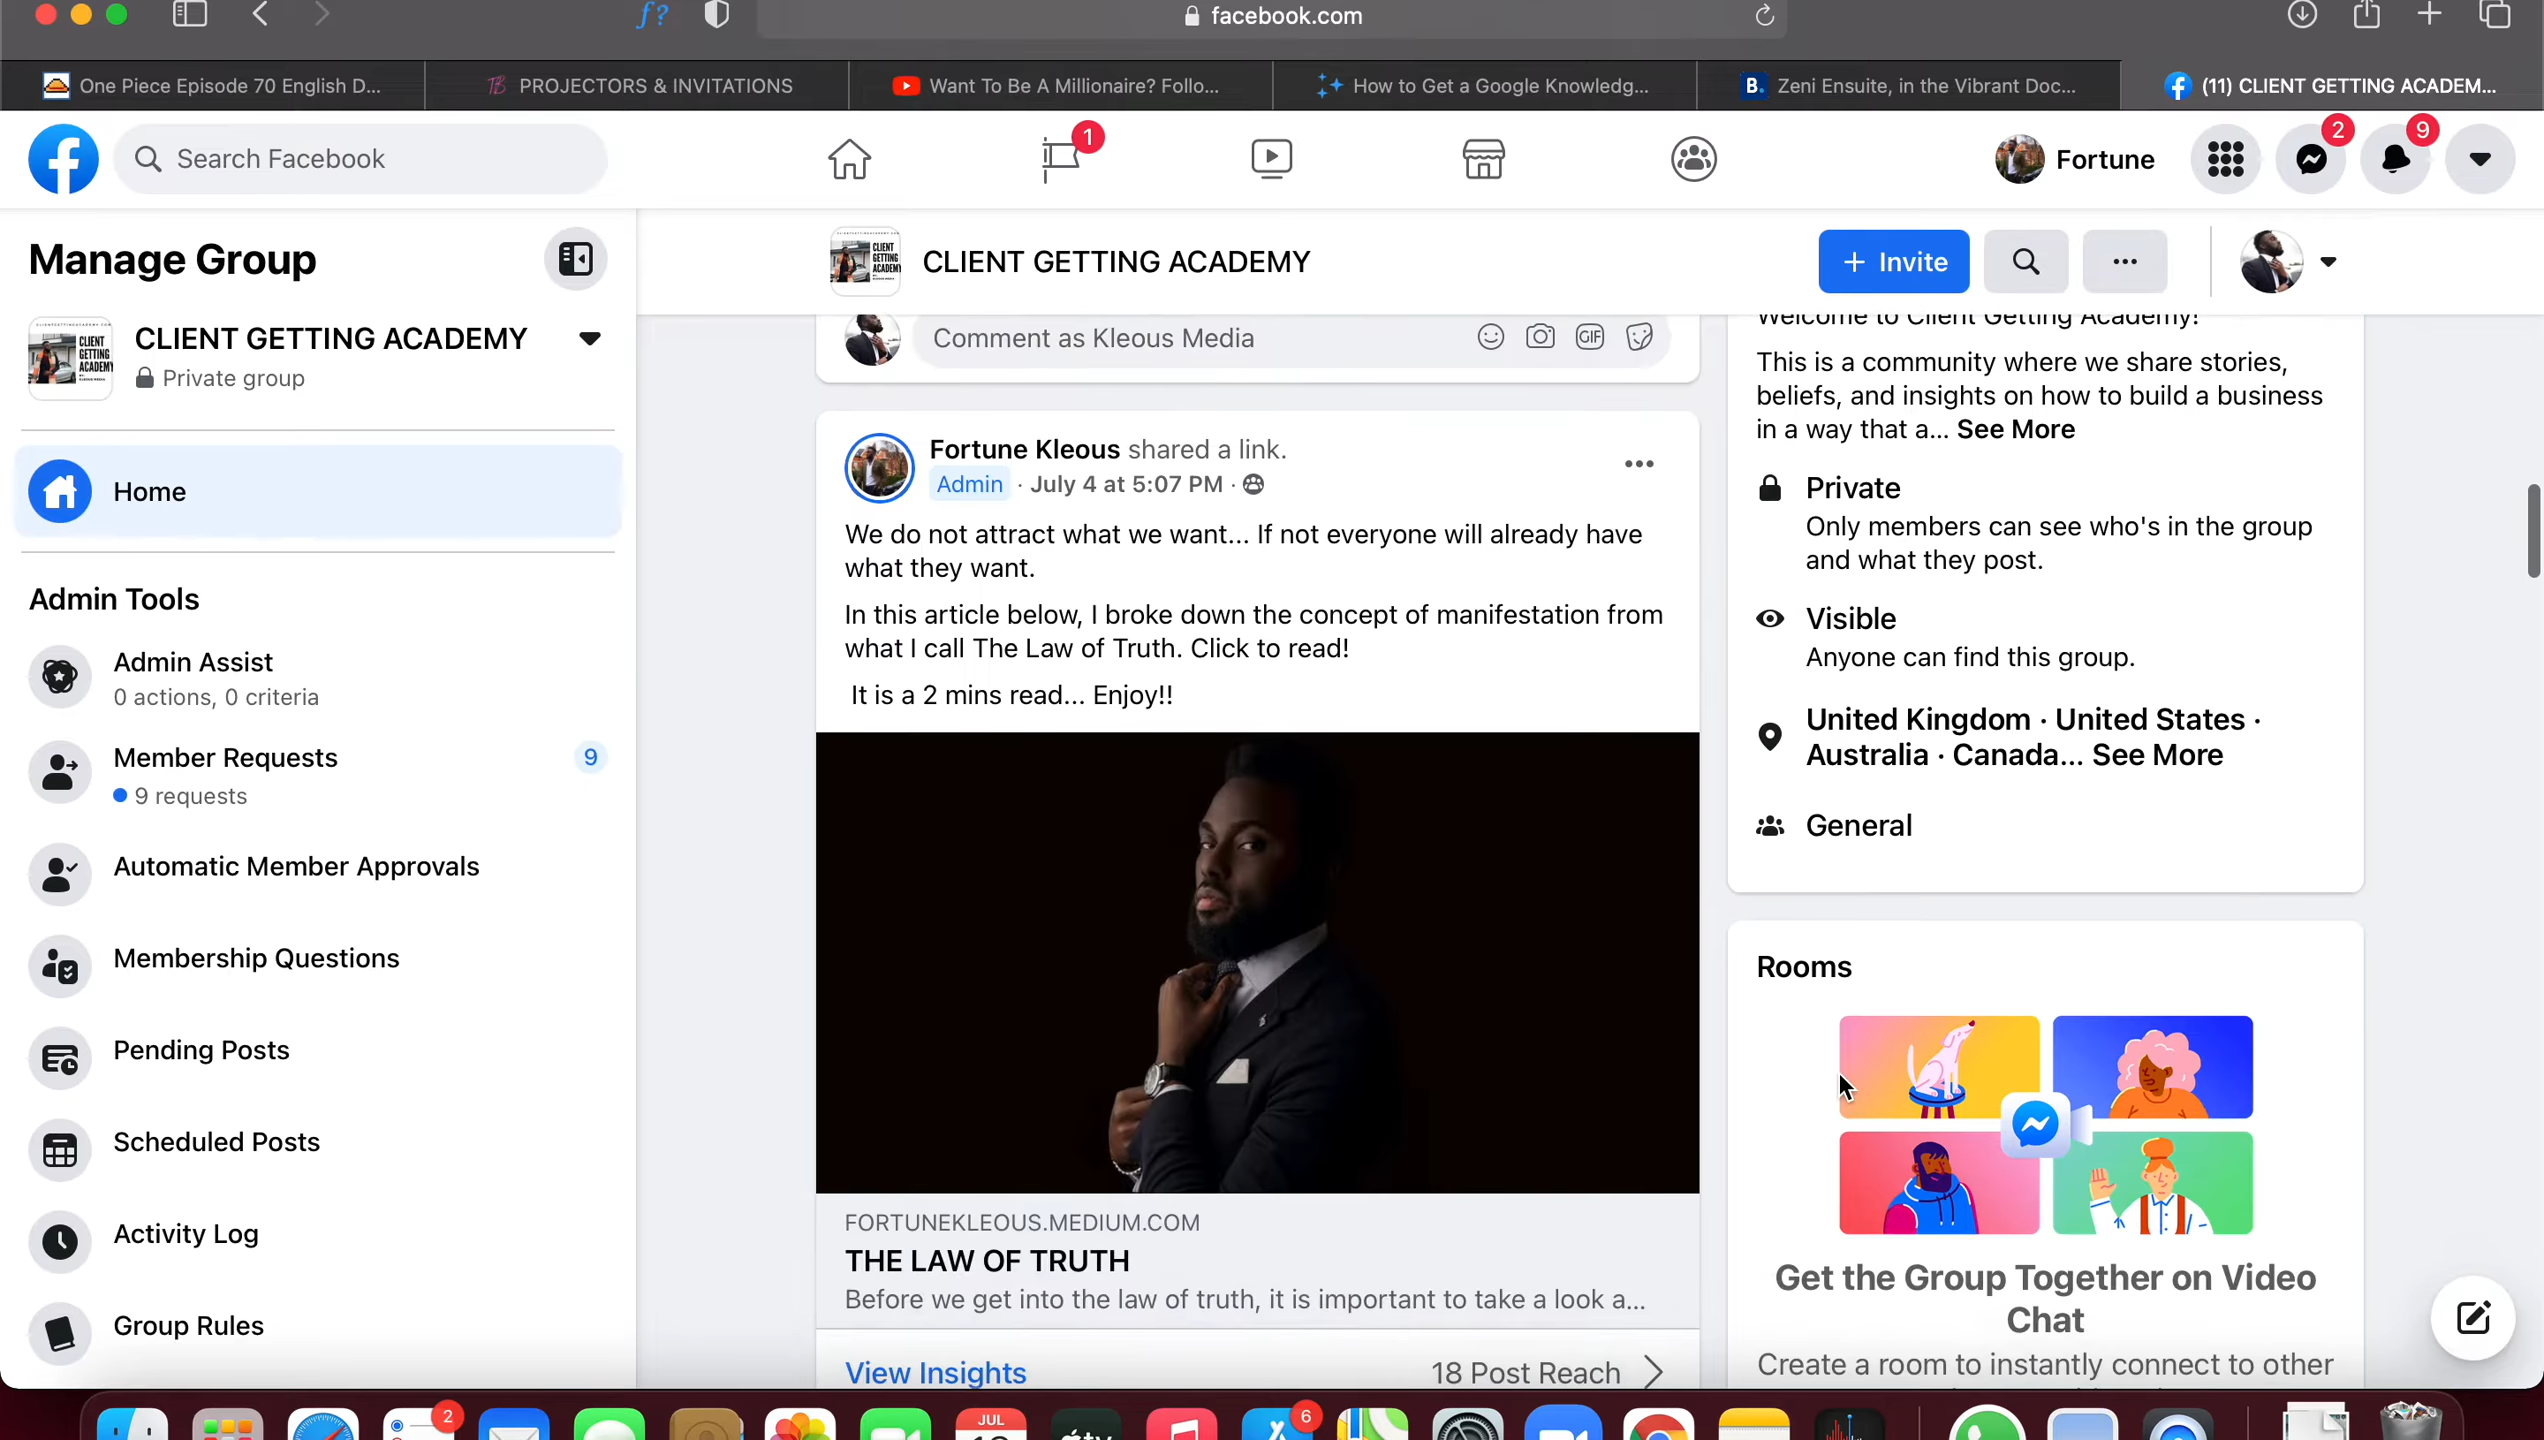 facebook.com
One Piece Episode 70 English D...
PROJECTORS & INVITATIONS
Want To Be A Millionaire? Follo...
How to Get a Google Knowledg...
B.
Zeni Ensuite, in the Vibrant Doc...
(11) CLIENT GETTING ACADEM...
Search Facebook
1
Fortune
2
9
Manage Group
CLIENT GETTING ACADEMY
Private group
Home
Admin Tools
Admin Assist
0 actions, 0 criteria
Member Requests
9
9 requests
Automatic Member Approvals
Membership Questions
Pending Posts
Scheduled Posts
Activity Log
Group Rules
CLIENT GETTING ACADEMY
+ Invite
Comment as Kleous Media
GIF
Fortune Kleous shared a link.
Admin · July 4 at 5:07 PM ·
We do not attract what we want... If not everyone will already have
what they want.
In this article below, I broke down the concept of manifestation from
what I call The Law of Truth. Click to read!
It is a 2 mins read... Enjoy!!
FORTUNEKLEOUS.MEDIUM.COM
THE LAW OF TRUTH
Before we get into the law of truth, it is important to take a look a...
View Insights
18 Post Reach
Welcome to Client Getting Academy!
This is a community where we share stories,
beliefs, and insights on how to build a business
in a way that a... See More
Private
Only members can see who's in the group
and what they post.
Visible
Anyone can find this group.
United Kingdom · United States ·
Australia · Canada... See More
General
Rooms
Get the Group Together on Video
Chat
Create a room to instantly connect to other
2
JUL
6